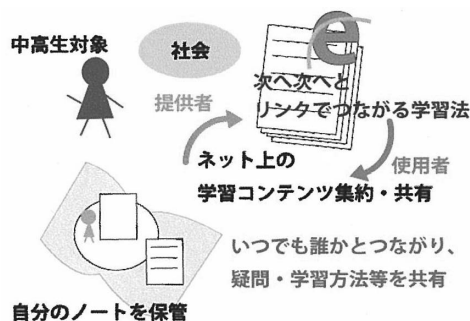 中高生対象
社会
e
次へ次へと
リンクでつながる学習法
提供者
ネット上の
学習コンテンツ集約・共有
使用者
いつでも誰かとつながり、
疑問・学習方法等を共有
自分のノートを保管